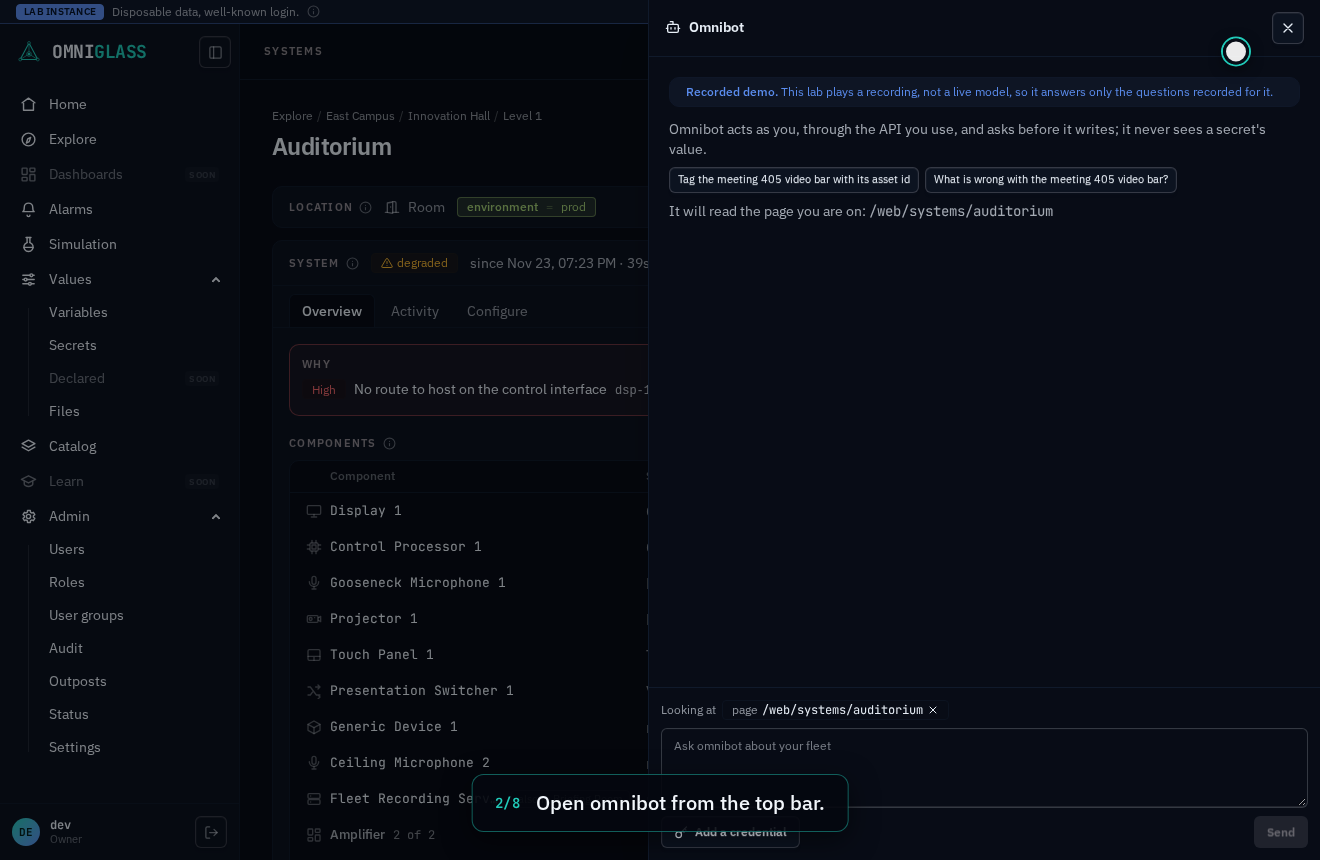 LAB INSTANCE Disposable data, well-known login.
OMNIGLASS
Home
Explore
Dashboards SOON
Alarms
Simulation
Values
Variables
Secrets
Declared SOON
Files
Catalog
Learn SOON
Admin
Users
Roles
User groups
Audit
Outposts
Status
Settings
DE dev
Owner
SYSTEMS
Explore / East Campus / Innovation Hall / Level 1
Auditorium
LOCATION Room environment = prod
SYSTEM degraded since Nov 23, 07:23 PM · 39s
Overview Activity Configure
WHY
High No route to host on the control interface dsp-1
COMPONENTS
Component
Display 1
Control Processor 1
Gooseneck Microphone 1
Projector 1
Touch Panel 1
Presentation Switcher 1
Generic Device 1
Ceiling Microphone 2
Fleet Recording
Amplifier 2 of 2
Omnibot
Recorded demo. This lab plays a recording, not a live model, so it answers only the questions recorded for it.
Omnibot acts as you, through the API you use, and asks before it writes; it never sees a secret's
value.
Tag the meeting 405 video bar with its asset id What is wrong with the meeting 405 video bar?
It will read the page you are on: /web/systems/auditorium
Looking at page /web/systems/auditorium
Ask omnibot about your fleet
2/8 Open omnibot from the top bar.
Add a credential Send